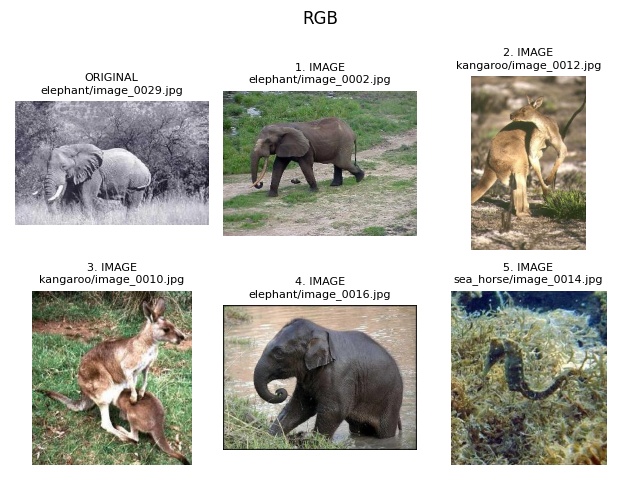 RGB
ORIGINAL
elephant/image_0029.jpg
1. IMAGE
elephant/image_0002.jpg
2. IMAGE
kangaroo/image_0012.jpg
3. IMAGE
kangaroo/image_0010.jpg
4. IMAGE
elephant/image_0016.jpg
5. IMAGE
sea_horse/image_0014.jpg